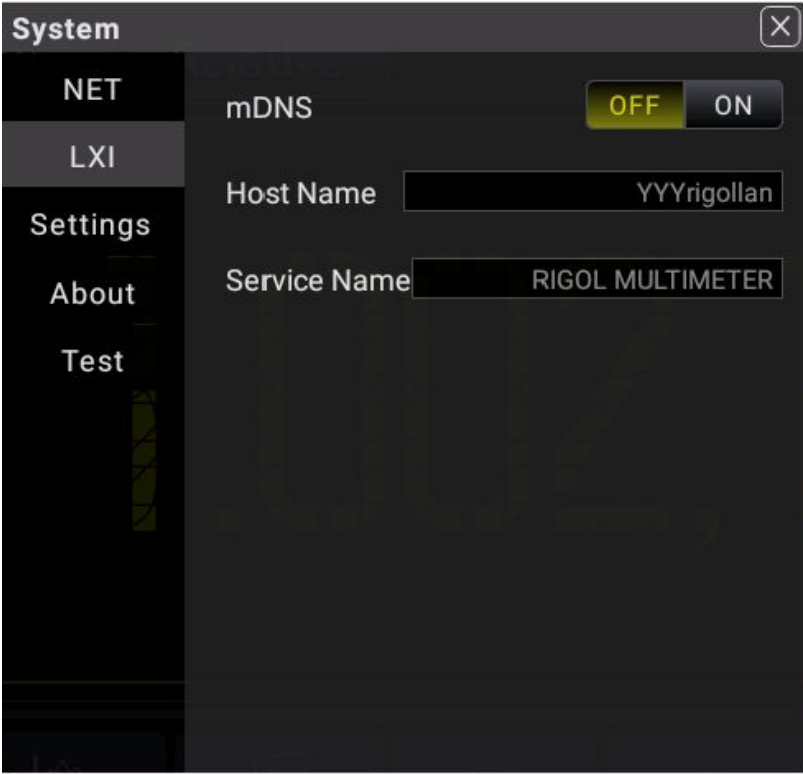 System
NET
LXI
Settings
About
Test
mDNS OFF ON
Host Name YYYrigollan
Service Name RIGOL MULTIMETER